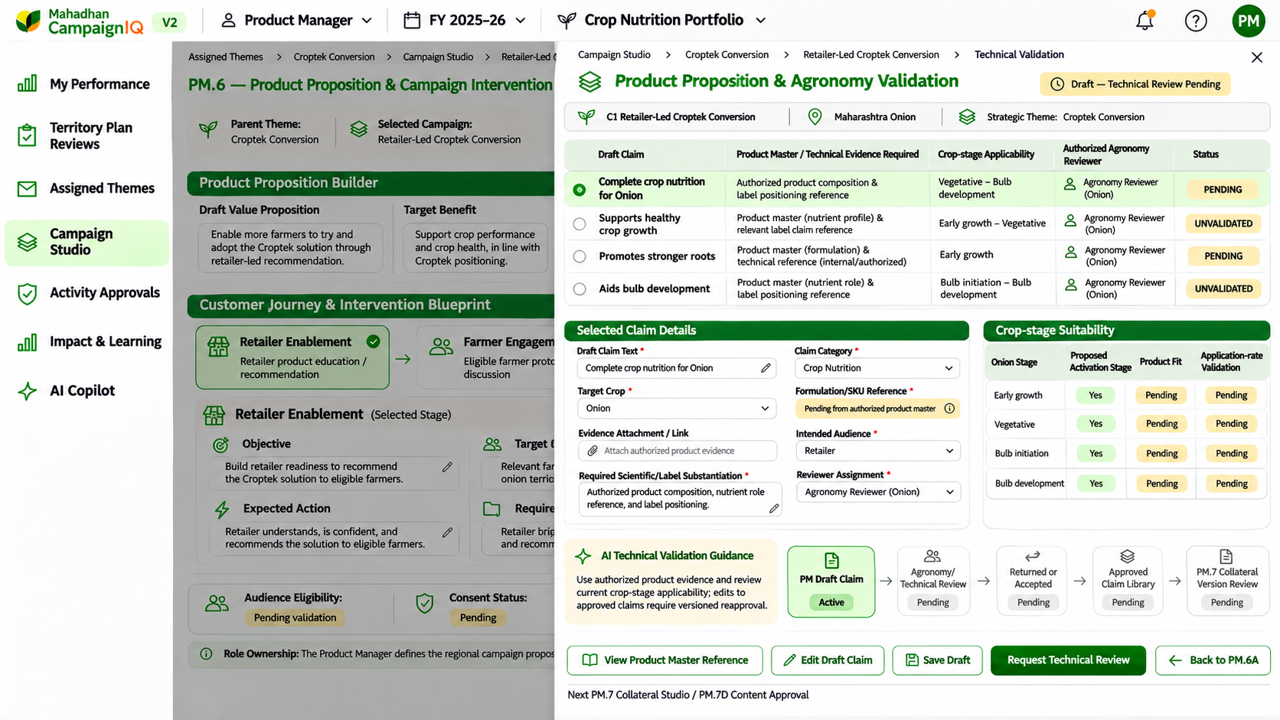 Mahadhan
CampaignIQ
V2
Product Manager
FY 2025–26
Crop Nutrition Portfolio
PM
My Performance
Territory Plan
Reviews
Assigned Themes
Campaign
Studio
Activity Approvals
Impact & Learning
AI Copilot
Assigned Themes > Croptek Conversion > Campaign Studio > Retailer-Led
PM.6 — Product Proposition & Campaign Intervention
Parent Theme:
Croptek Conversion
Selected Campaign:
Retailer-Led Croptek Conversion
Product Proposition Builder
Draft Value Proposition
Enable more farmers to try and
adopt the Croptek solution through
retailer-led recommendation.
Target Benefit
Support crop performance
and crop health, in line with
Croptek positioning.
Customer Journey & Intervention Blueprint
Retailer Enablement
Retailer product education /
recommendation
Farmer Engagem
Eligible farmer proto
discussion
Retailer Enablement (Selected Stage)
Objective
Build retailer readiness to recommend
the Croptek solution to eligible farmers.
Target
Relevant far
onion territo
Expected Action
Retailer understands, is confident, and
recommends the solution to eligible farmers.
Require
Retailer brie
and recomm
Audience Eligibility:
Pending validation
Consent Status:
Pending
Role Ownership: The Product Manager defines the regional campaign propos
Campaign Studio > Croptek Conversion > Retailer-Led Croptek Conversion > Technical Validation
Product Proposition & Agronomy Validation
Draft — Technical Review Pending
C1 Retailer-Led Croptek Conversion
Maharashtra Onion
Strategic Theme: Croptek Conversion
Draft Claim
Product Master / Technical Evidence Required
Crop-stage Applicability
Authorized Agronomy
Reviewer
Status
Complete crop nutrition
for Onion
Authorized product composition &
label positioning reference
Vegetative – Bulb
development
Agronomy Reviewer
(Onion)
PENDING
Supports healthy
crop growth
Product master (nutrient profile) &
relevant label claim reference
Early growth – Vegetative
Agronomy Reviewer
(Onion)
UNVALIDATED
Promotes stronger roots
Product master (formulation) &
technical reference (internal/authorized)
Early growth
Agronomy Reviewer
(Onion)
PENDING
Aids bulb development
Product master (nutrient role) &
label positioning reference
Bulb initiation – Bulb
development
Agronomy Reviewer
(Onion)
UNVALIDATED
Selected Claim Details
Draft Claim Text *
Complete crop nutrition for Onion
Claim Category *
Crop Nutrition
Target Crop *
Onion
Formulation/SKU Reference *
Pending from authorized product master
Evidence Attachment / Link
Attach authorized product evidence
Intended Audience *
Retailer
Required Scientific/Label Substantiation *
Authorized product composition, nutrient role
reference, and label positioning.
Reviewer Assignment *
Agronomy Reviewer (Onion)
Crop-stage Suitability
Onion Stage
Proposed
Activation Stage
Product Fit
Application-rate
Validation
Early growth Yes Pending Pending
Vegetative Yes Pending Pending
Bulb initiation Yes Pending Pending
Bulb development Yes Pending Pending
AI Technical Validation Guidance
Use authorized product evidence and review
current crop-stage applicability; edits to
approved claims require versioned reapproval.
PM Draft Claim
Active
Agronomy/
Technical Review
Pending
Returned or
Accepted
Pending
Approved
Claim Library
Pending
PM.7 Collateral
Version Review
Pending
View Product Master Reference
Edit Draft Claim
Save Draft
Request Technical Review
Back to PM.6A
Next PM.7 Collateral Studio / PM.7D Content Approval